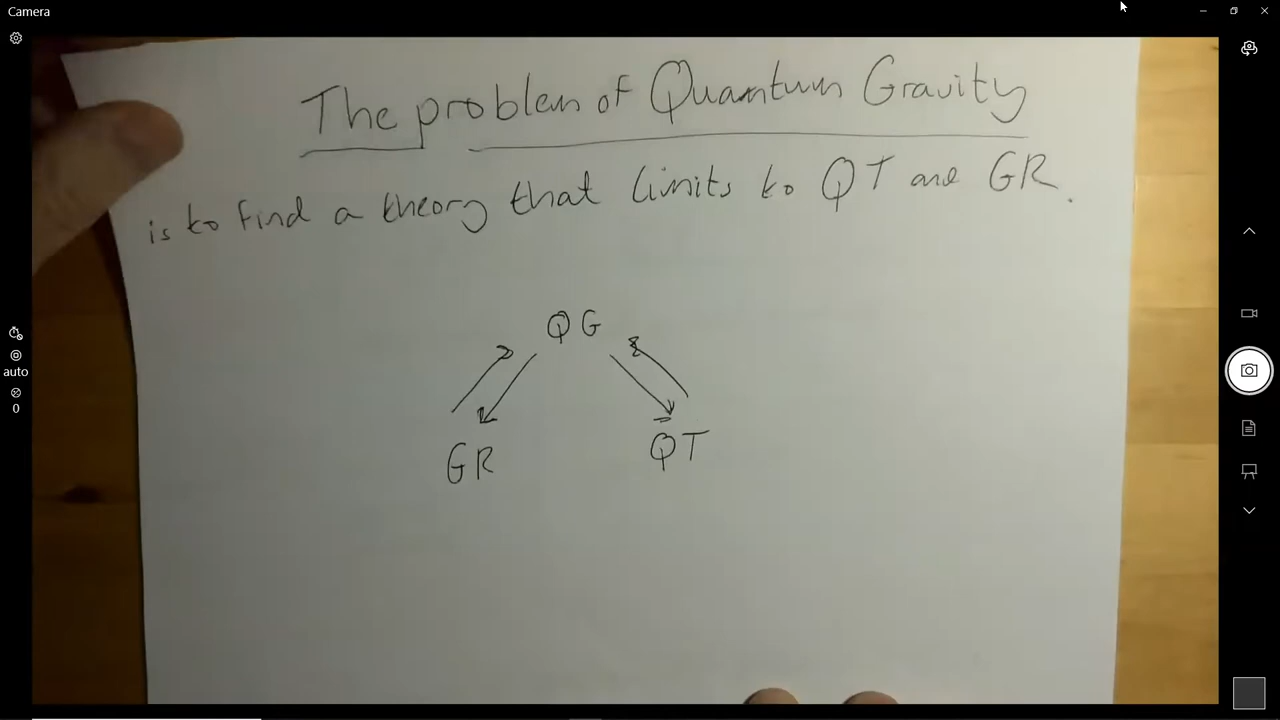 Camera
The problem of Quantum Gravity
is to find a theory that limits to QT and GR.
QG
GR QT
auto
0